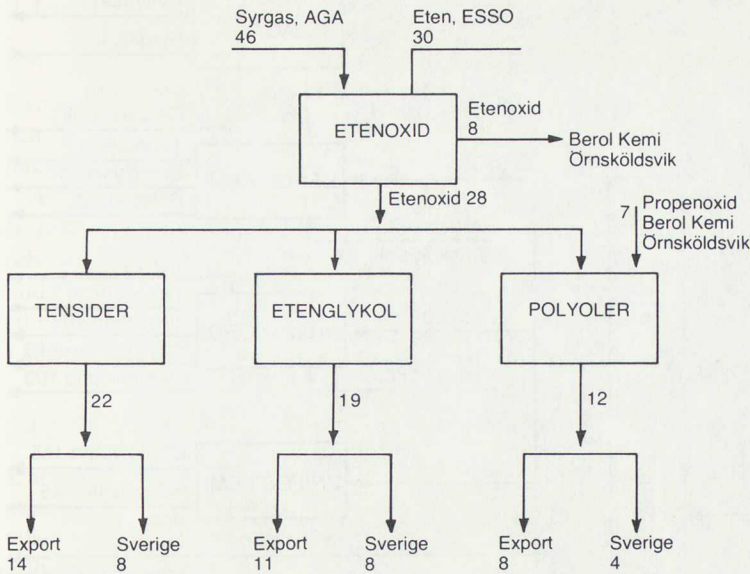 Syrgas, AGA
46
Eten, ESSO
30
ETENOXID
Etenoxid
8
Berol Kemi
Örnsköldsvik
Etenoxid 28
7
Propenoxid
Berol Kemi
Örnsköldsvik
TENSIDER
ETENGLYKOL
POLYOLER
22
19
12
Export
14
Sverige
8
Export
11
Sverige
8
Export
8
Sverige
4